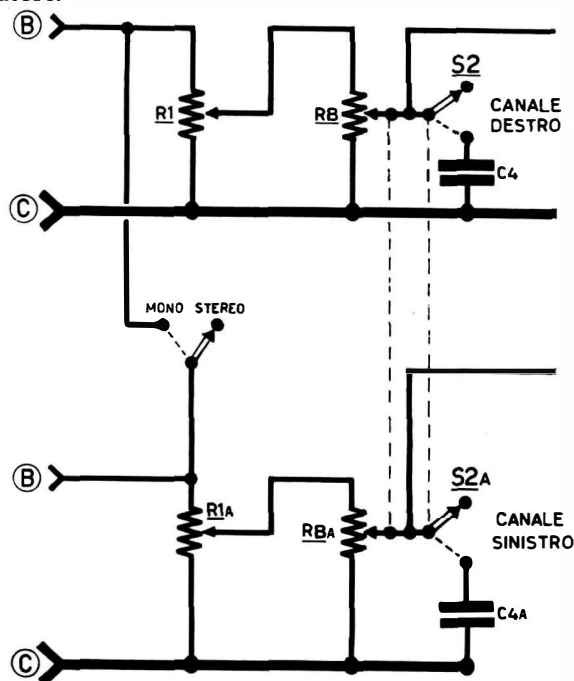 B
S2
R1
RB
CANALE
DESTRO
C4
C
MONO STEREO
B
R1A
S2A
RBA
CANALE
SINISTRO
C4A
C